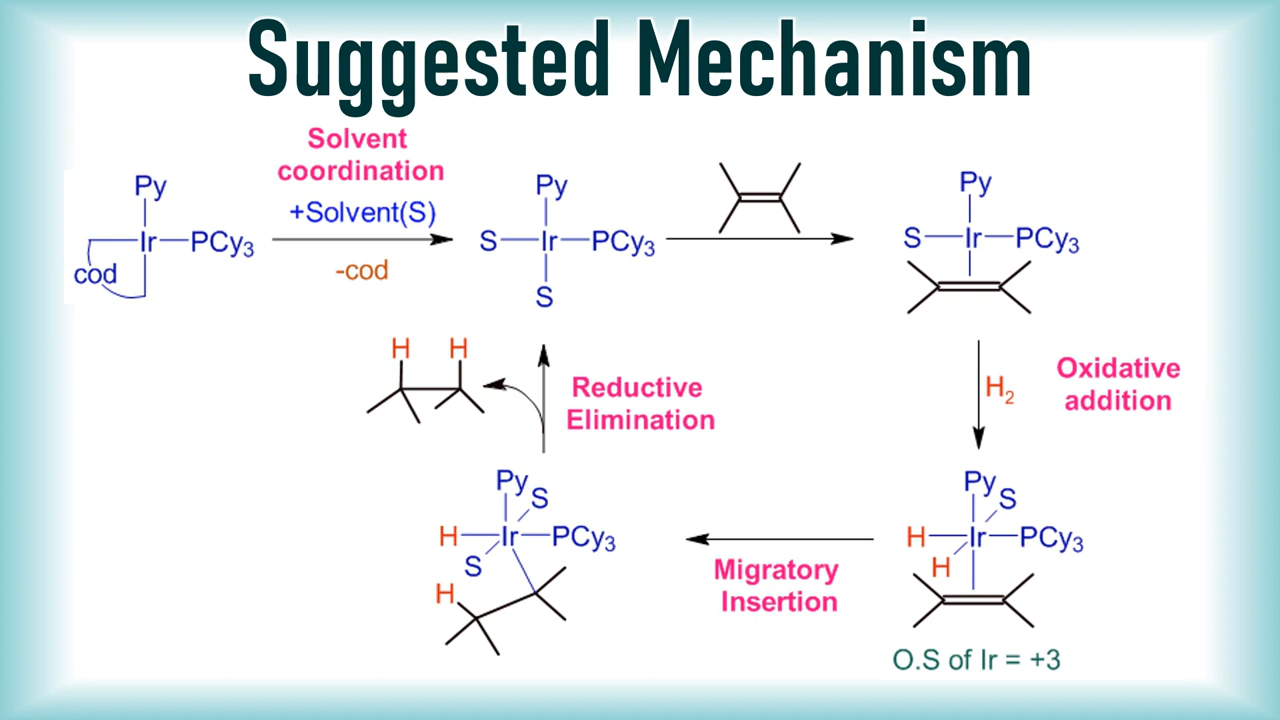 Suggested Mechanism
Solvent
coordination
+Solvent(S)
-cod
Py
Ir
PCy3
cod
Py
S
Ir
PCy3
S
Py
S
Ir
PCy3
H2
Oxidative
addition
H
H
Reductive
Elimination
Py
S
H
Ir
PCy3
S
H
Migratory
Insertion
Py
S
H
Ir
PCy3
H
O.S of Ir = +3